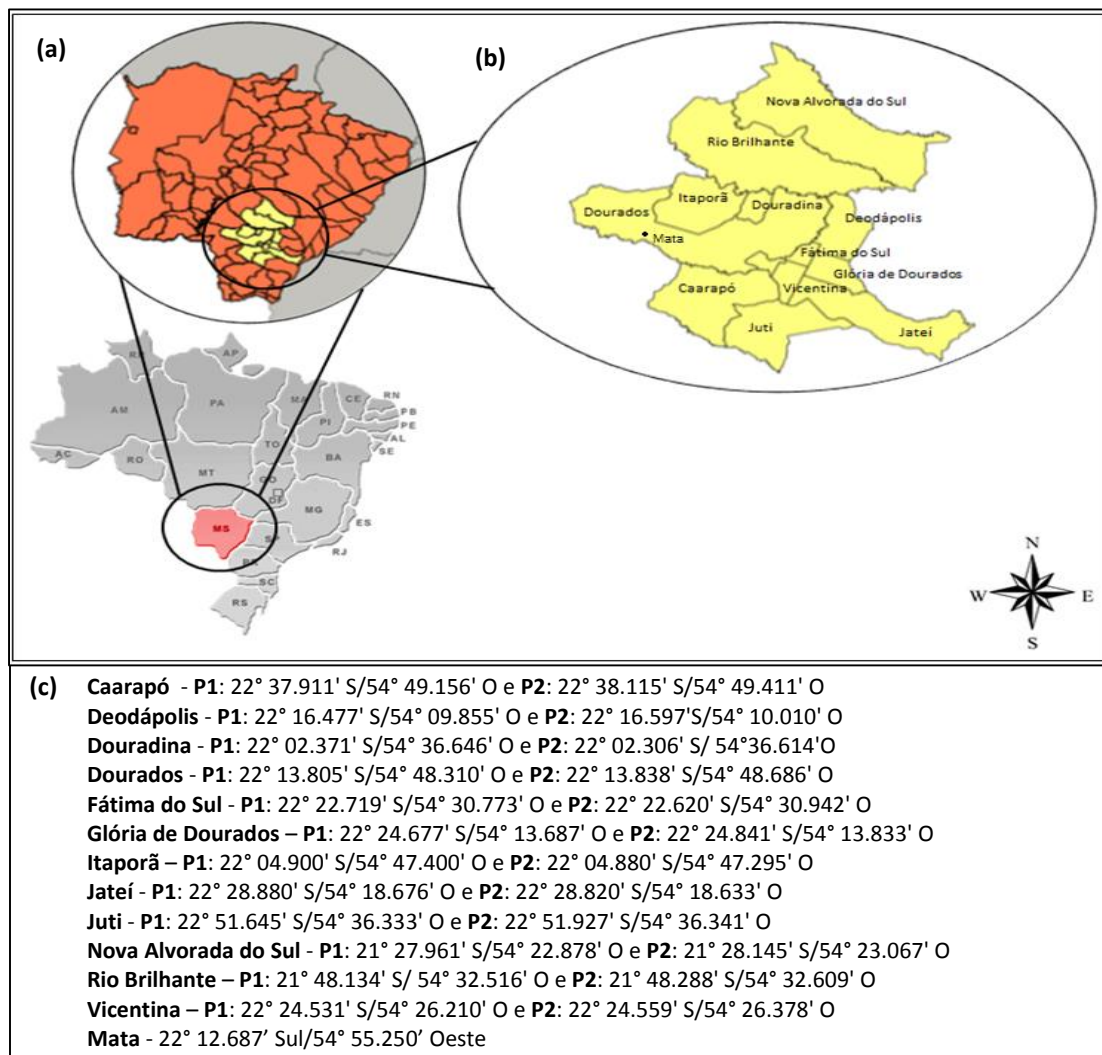 (a)
(b)
Nova Alvorada do Sul
Rio Brilhante
Itaporã
Douradina
Dourados
Deodápolis
Mata
Fátima do Sul
Glória de Dourados
Caarapó
Vicentina
Juti
Jateí
RR
AP
AM
PA
MA
CE
RN
PB
PE
AL
SE
PI
TO
AC
RO
BA
MT
GO
DF
MG
ES
MS
SP
RJ
PR
SC
RS
N
W
E
S
(c) Caarapó - P1: 22° 37.911' S/54° 49.156' O e P2: 22° 38.115' S/54° 49.411' O
Deodápolis - P1: 22° 16.477' S/54° 09.855' O e P2: 22° 16.597'S/54° 10.010' O
Douradina - P1: 22° 02.371' S/54° 36.646' O e P2: 22° 02.306' S/ 54°36.614'O
Dourados - P1: 22° 13.805' S/54° 48.310' O e P2: 22° 13.838' S/54° 48.686' O
Fátima do Sul - P1: 22° 22.719' S/54° 30.773' O e P2: 22° 22.620' S/54° 30.942' O
Glória de Dourados – P1: 22° 24.677' S/54° 13.687' O e P2: 22° 24.841' S/54° 13.833' O
Itaporã – P1: 22° 04.900' S/54° 47.400' O e P2: 22° 04.880' S/54° 47.295' O
Jateí - P1: 22° 28.880' S/54° 18.676' O e P2: 22° 28.820' S/54° 18.633' O
Juti - P1: 22° 51.645' S/54° 36.333' O e P2: 22° 51.927' S/54° 36.341' O
Nova Alvorada do Sul - P1: 21° 27.961' S/54° 22.878' O e P2: 21° 28.145' S/54° 23.067' O
Rio Brilhante – P1: 21° 48.134' S/ 54° 32.516' O e P2: 21° 48.288' S/54° 32.609' O
Vicentina – P1: 22° 24.531' S/54° 26.210' O e P2: 22° 24.559' S/54° 26.378' O
Mata - 22° 12.687’ Sul/54° 55.250’ Oeste